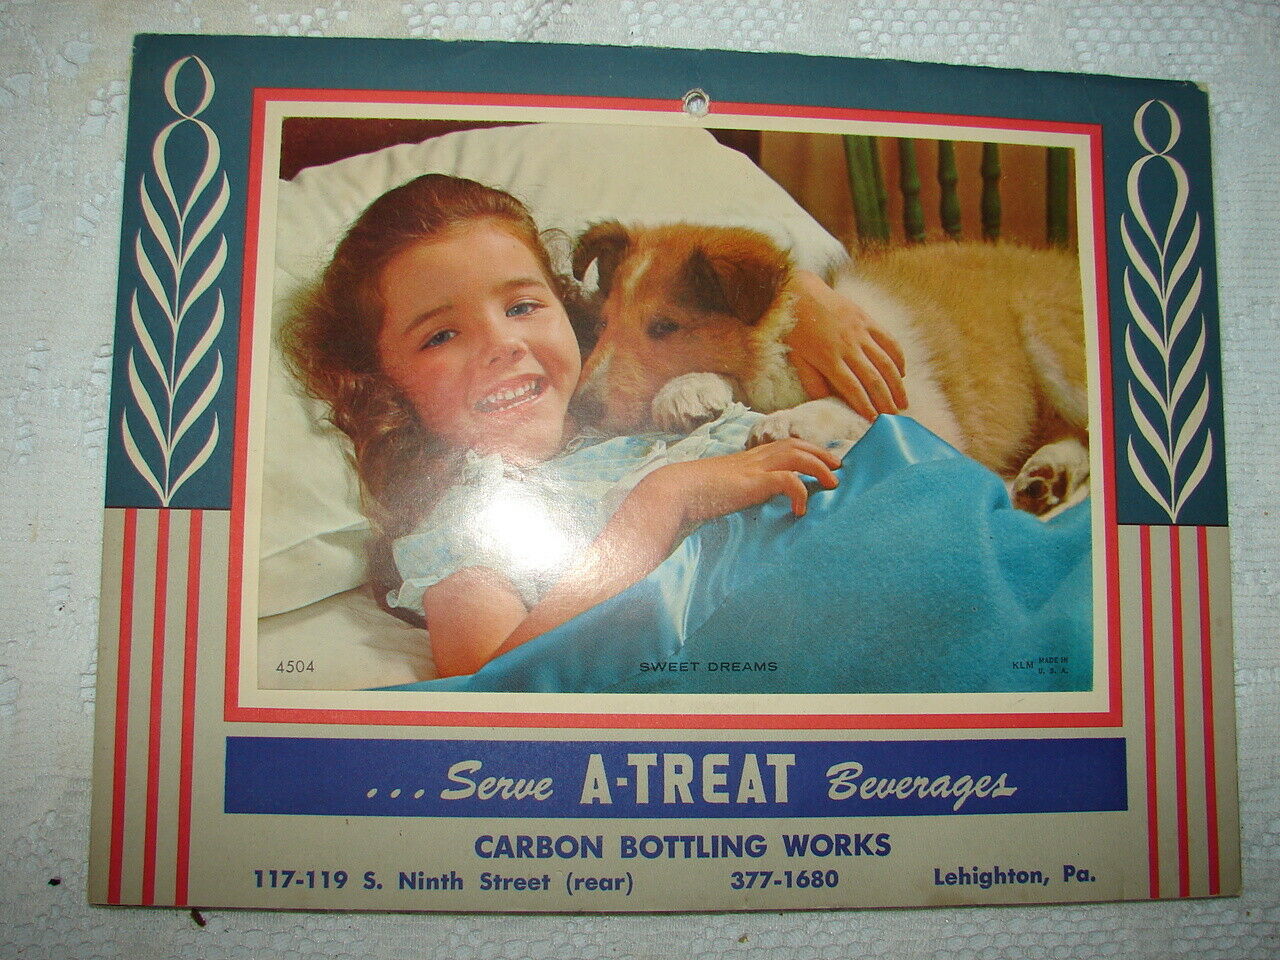 4504
SWEET DREAMS
KLM MADE IN U. S. A.
...Serve A-TREAT Beverages
CARBON BOTTLING WORKS
117-119 S. Ninth Street (rear) 377-1680 Lehighton, Pa.